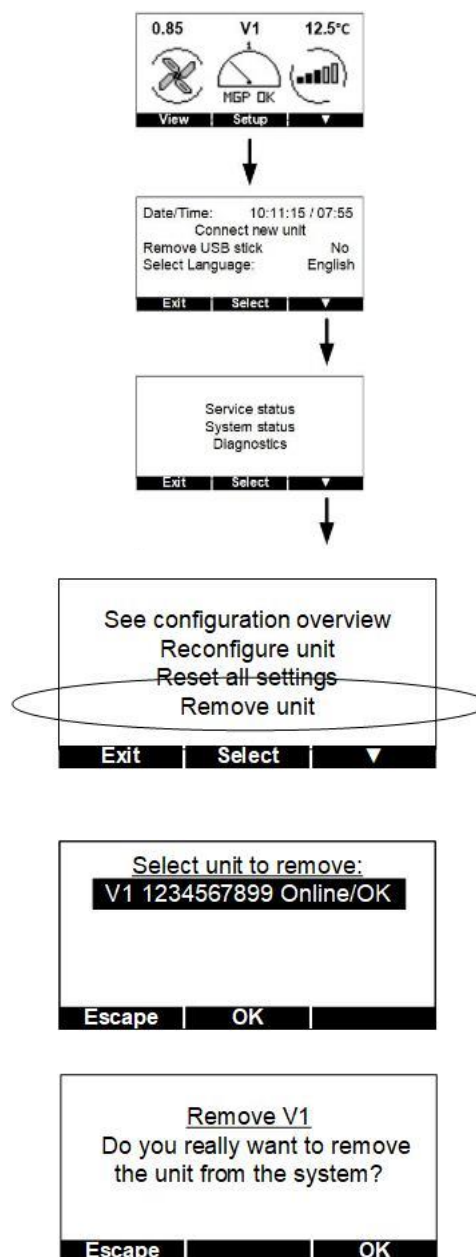 0.85 V1 12.5°C
1
MGP OK
View Setup ▼
Date/Time: 10:11:15 / 07:55
Connect new unit
Remove USB stick No
Select Language: English
Exit Select ▼
Service status
System status
Diagnostics
Exit Select ▼
See configuration overview
Reconfigure unit
Reset all settings
Remove unit
Exit Select ▼
Select unit to remove:
V1 1234567899 Online/OK
Escape OK
Remove V1
Do you really want to remove
the unit from the system?
Escape OK